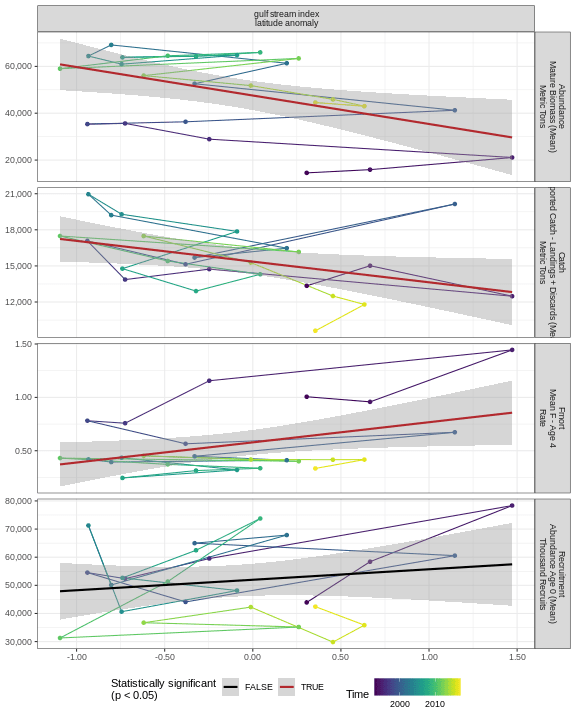 gulf stream index
latitude anomaly
60,000
40,000
20,000
Abundance
Mature Biomass (Mean)
Metric Tons
21,000
18,000
15,000
12,000
Catch
Catch - Landings + Discards
Metric Tons
1.50
1.00
0.50
Fmort
Mean F - Age 4
Rate
80,000
70,000
60,000
50,000
40,000
30,000
Recruitment
Abundance Age 0 (Mean)
Thousand Recruits
-1.00
-0.50
0.00
0.50
1.00
1.50
Statistically significant
(p < 0.05)
FALSE
TRUE
Time
2000
2010